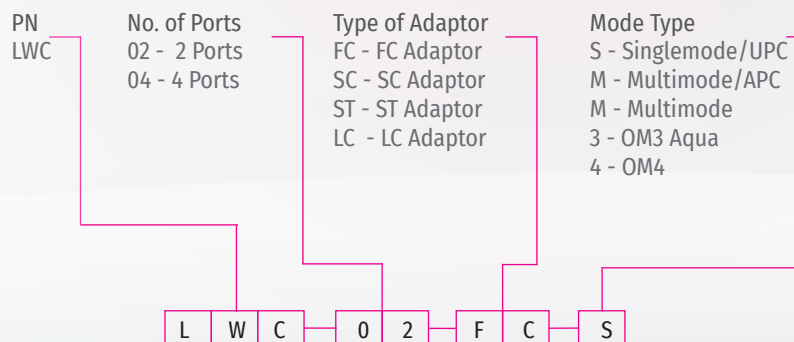 PN
LWC
No. of Ports
02 - 2 Ports
04 - 4 Ports
Type of Adaptor
FC - FC Adaptor
SC - SC Adaptor
ST - ST Adaptor
LC - LC Adaptor
Mode Type
S - Singlemode/UPC
M - Multimode/APC
M - Multimode
3 - OM3 Aqua
4 - OM4
L W C - 0 2 - F C - S